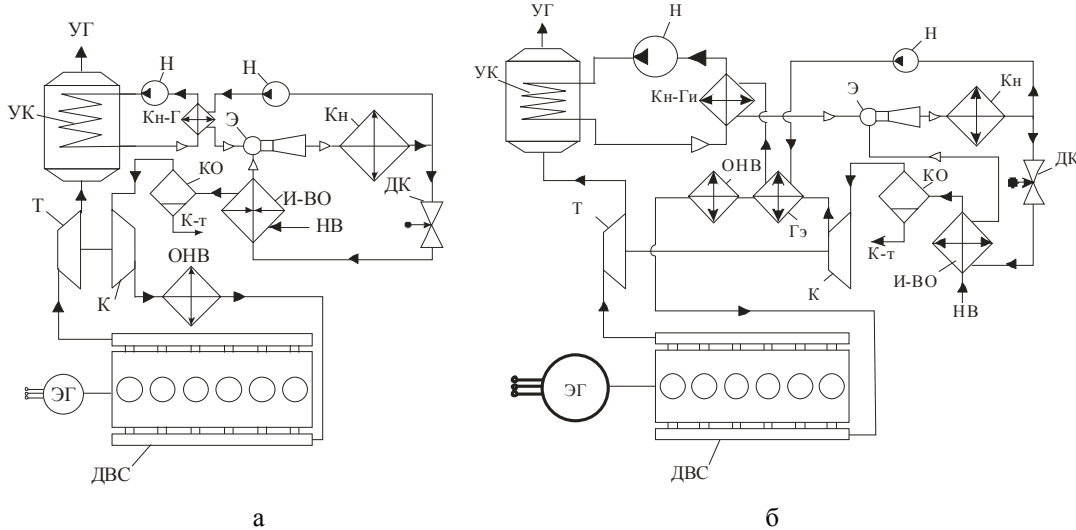 УГ
Н
Н
УК
Кн-Г
Э
Кн
КО
К-т
И-ВО
НВ
ДК
Т
К
ОНВ
ЭГ
ДВС
а
УГ
Н
Н
УК
Кн-Ги
Э
Кн
ОНВ
КО
ДК
Т
Гэ
К-т
К
И-ВО
НВ
ЭГ
ДВС
б